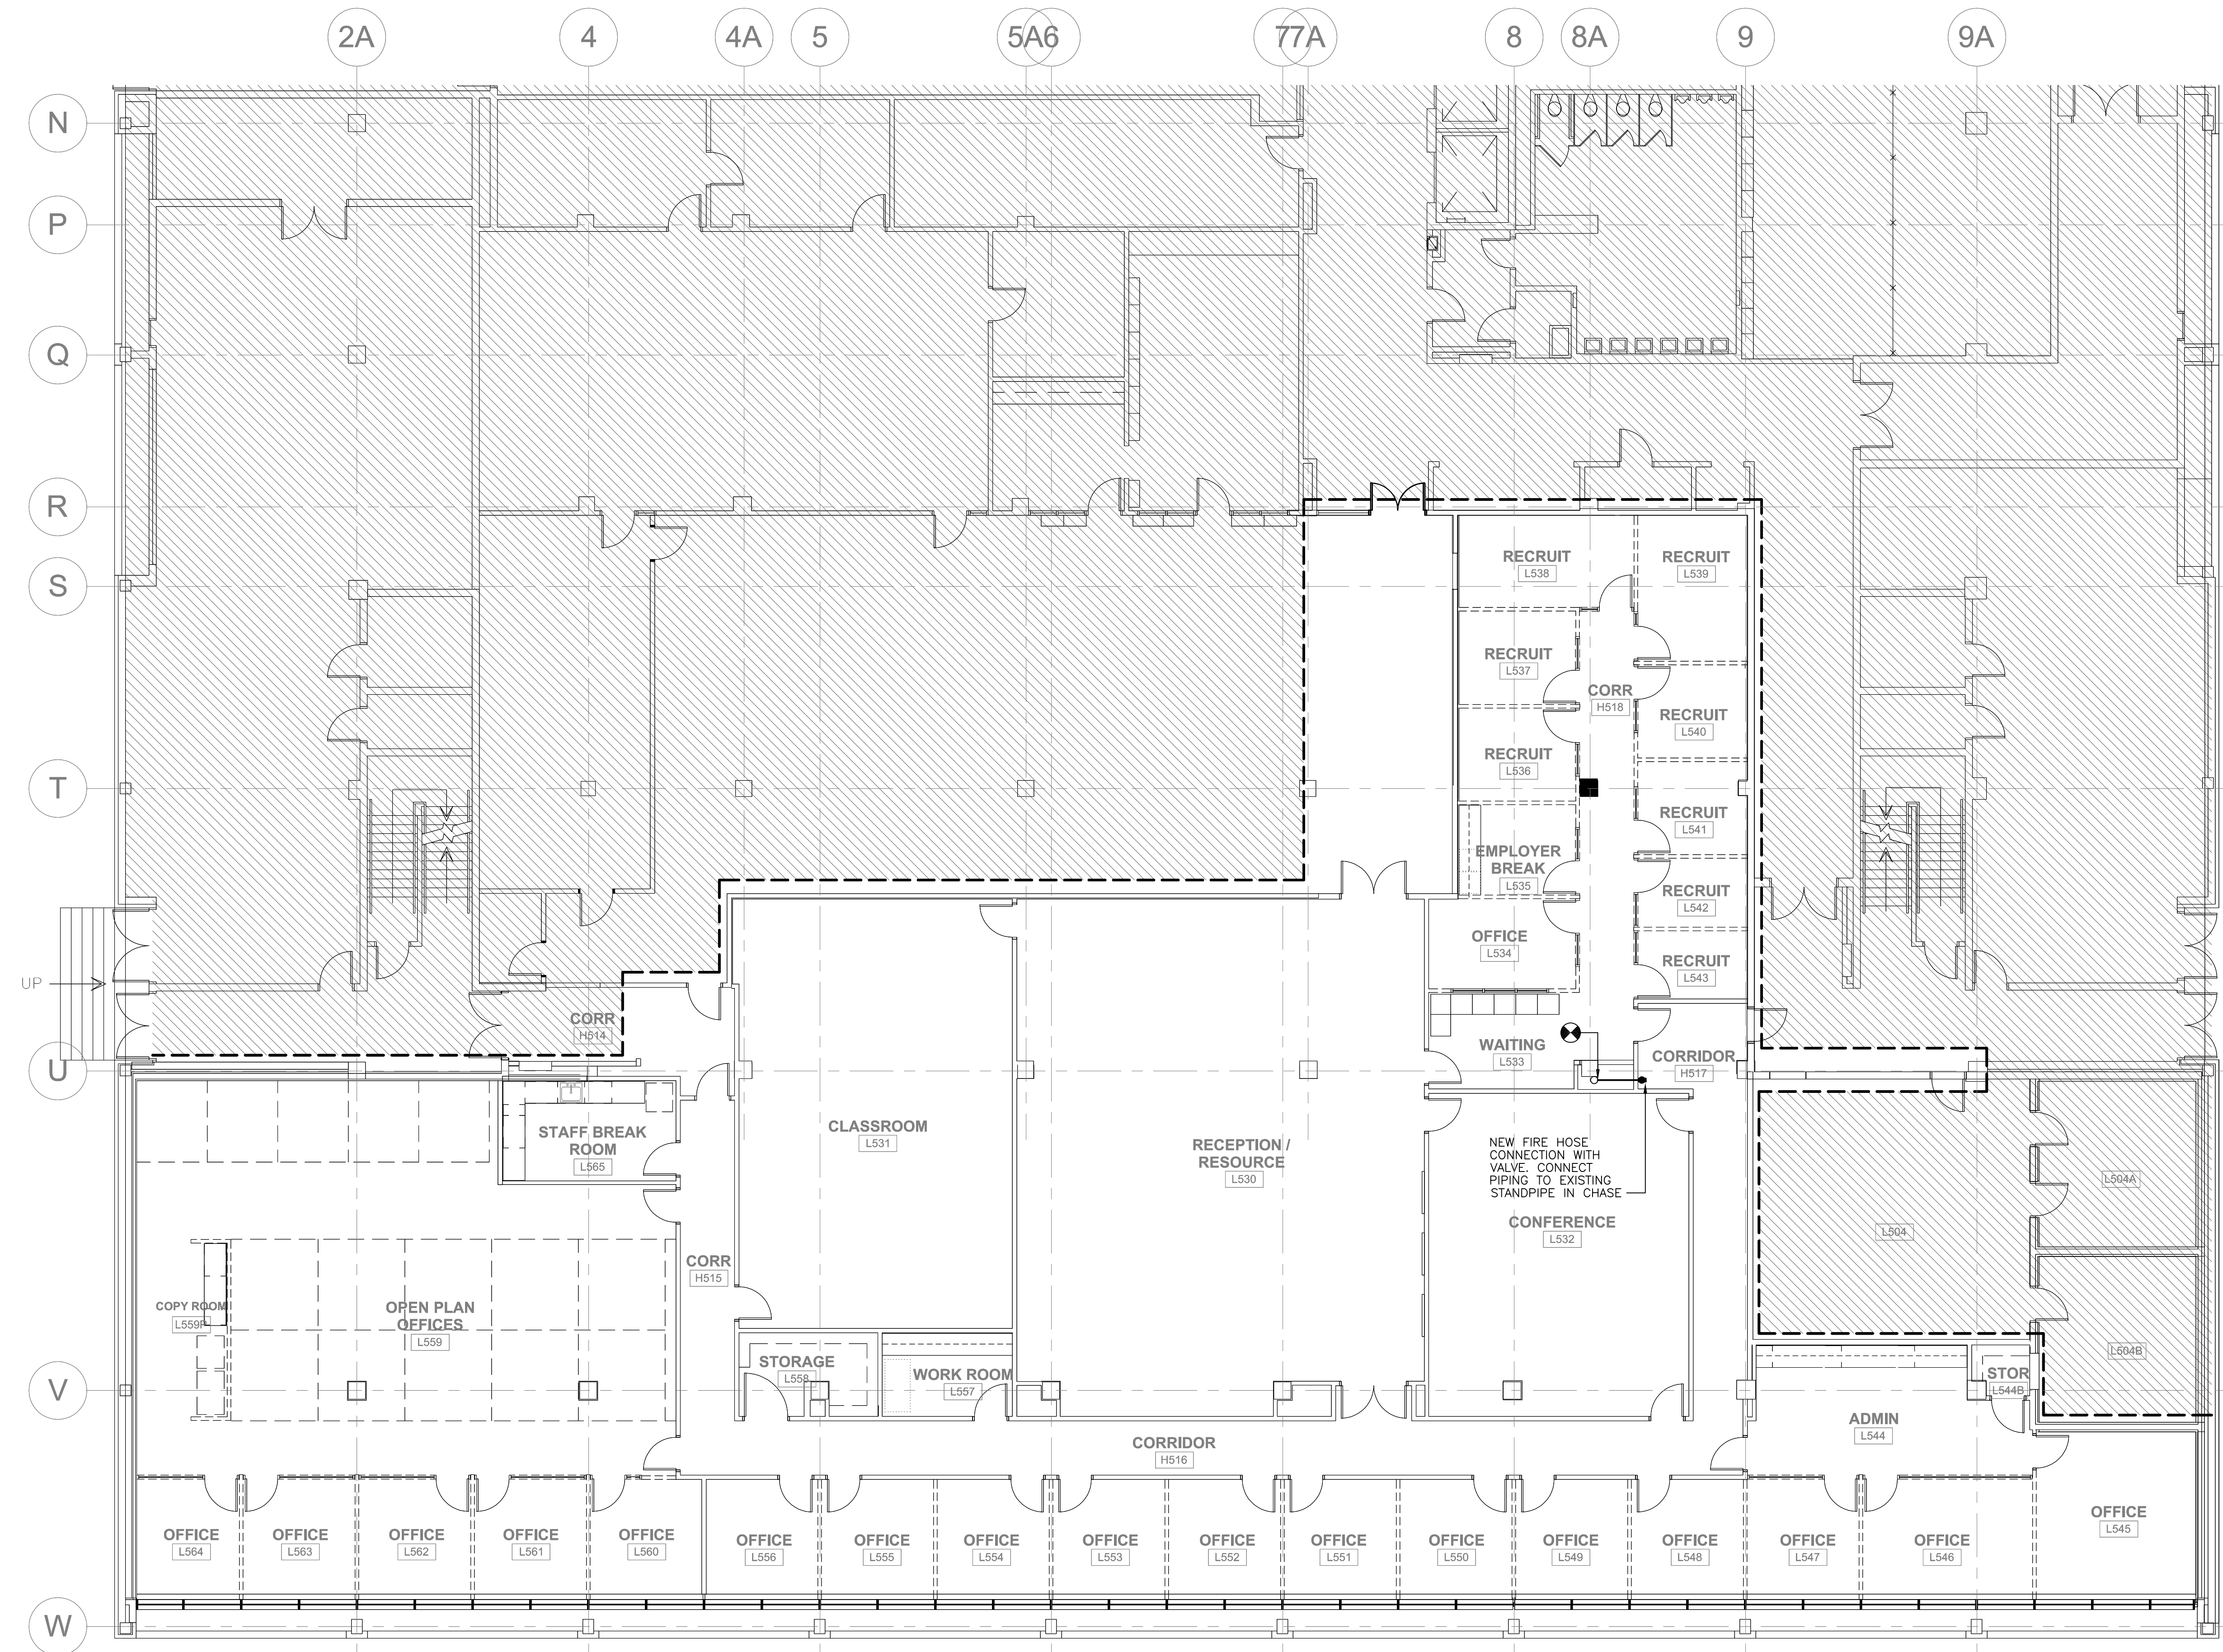 2A
4
4A
5
5A
6
7
7A
8
8A
9
9A
N
P
Q
R
S
T
U
V
W
UP
RECRUIT
L538
RECRUIT
L539
RECRUIT
L537
CORR
H518
RECRUIT
L540
RECRUIT
L536
RECRUIT
L541
EMPLOYER
BREAK
L535
RECRUIT
L542
OFFICE
L534
RECRUIT
L543
CORR
H514
WAITING
L533
CORRIDOR
H517
STAFF BREAK
ROOM
L565
CLASSROOM
L531
RECEPTION /
RESOURCE
L530
NEW FIRE HOSE
CONNECTION WITH
VALVE. CONNECT
PIPING TO EXISTING
STANDPIPE IN CHASE
CONFERENCE
L532
L504
L504A
L504B
CORR
H515
COPY ROOM
L559P
OPEN PLAN
OFFICES
L559
STORAGE
L558
WORK ROOM
L557
STOR
L544B
ADMIN
L544
CORRIDOR
H516
OFFICE
L564
OFFICE
L563
OFFICE
L562
OFFICE
L561
OFFICE
L560
OFFICE
L556
OFFICE
L555
OFFICE
L554
OFFICE
L553
OFFICE
L552
OFFICE
L551
OFFICE
L550
OFFICE
L549
OFFICE
L548
OFFICE
L547
OFFICE
L546
OFFICE
L545